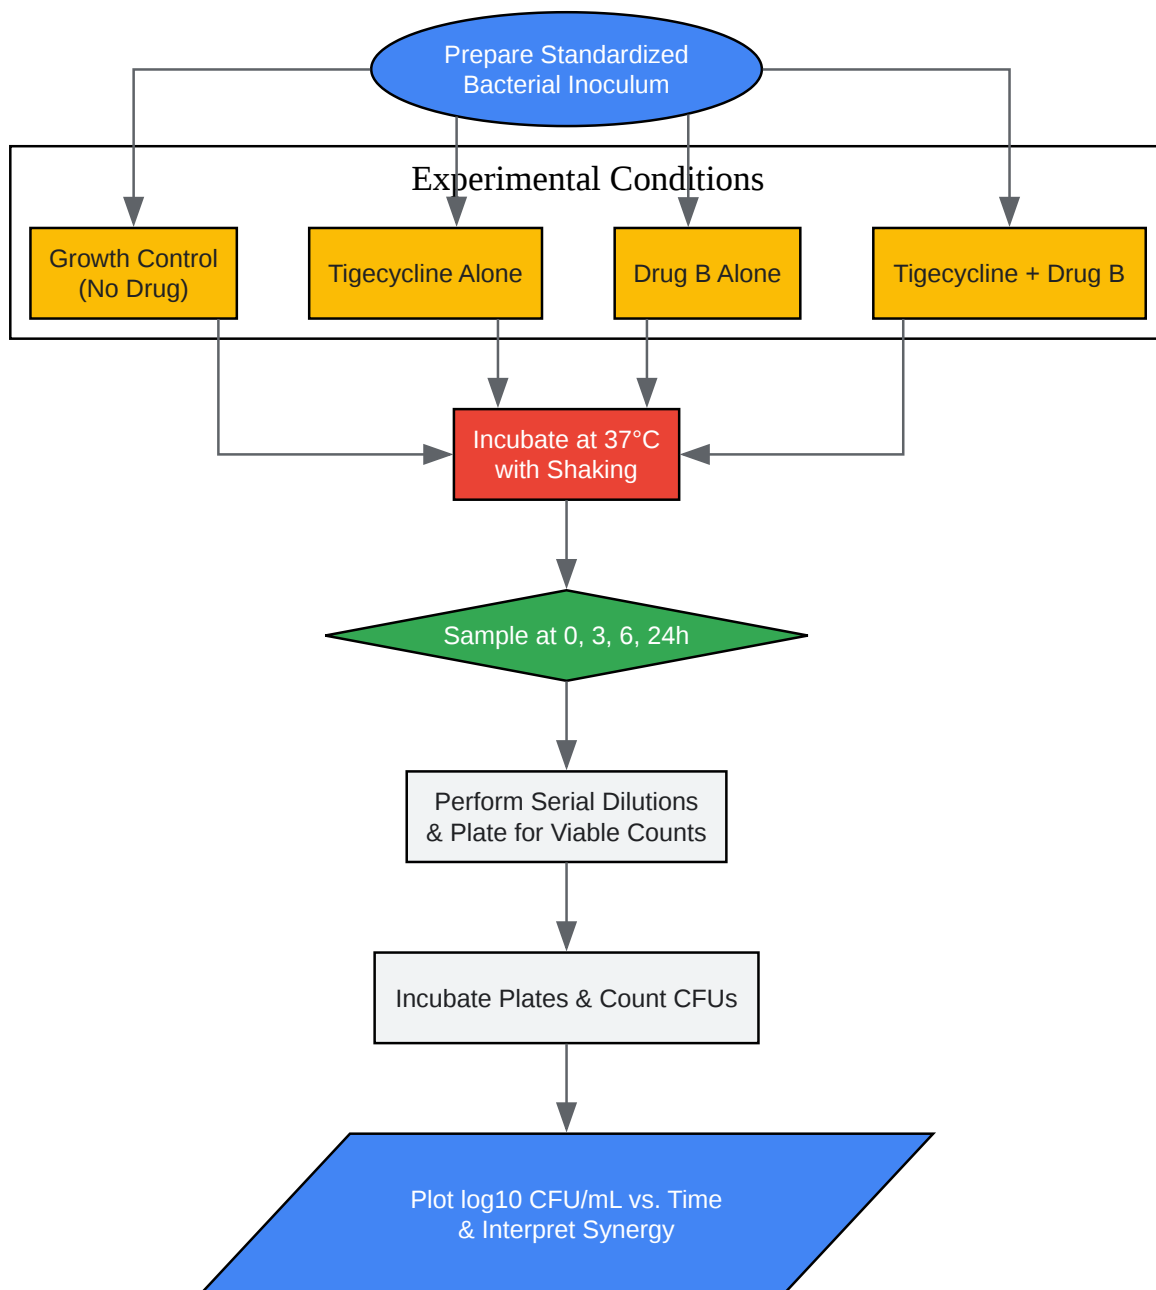 Prepare Standardized
Bacterial Inoculum
Experimental Conditions
Growth Control
(No Drug)
Tigecycline Alone
Drug B Alone
Tigecycline + Drug B
Incubate at 37°C
with Shaking
Sample at 0, 3, 6, 24h
Perform Serial Dilutions
& Plate for Viable Counts
Incubate Plates & Count CFUs
Plot log10 CFU/mL vs. Time
& Interpret Synergy